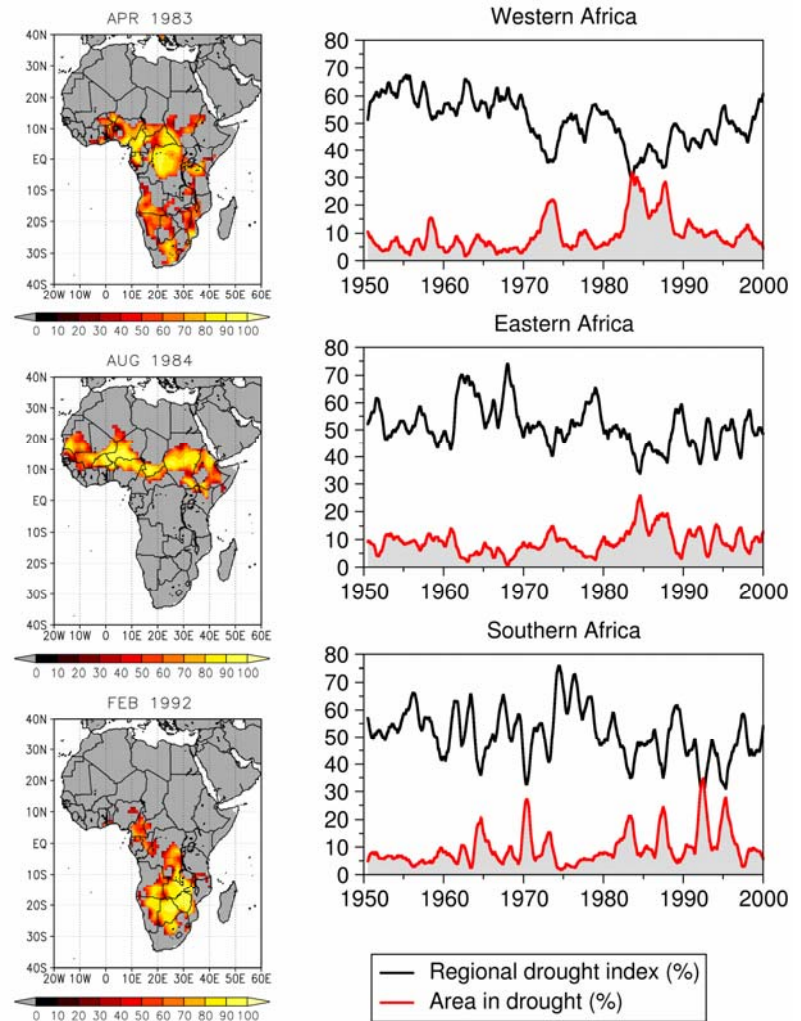 APR 1983
40N
30N
20N
10N
EQ
10S
20S
30S
40S
20W 10W 0 10E 20E 30E 40E 50E 60E
0 10 20 30 40 50 60 70 80 90 100
AUG 1984
40N
30N
20N
10N
EQ
10S
20S
30S
40S
20W 10W 0 10E 20E 30E 40E 50E 60E
0 10 20 30 40 50 60 70 80 90 100
FEB 1992
40N
30N
20N
10N
EQ
10S
20S
30S
40S
20W 10W 0 10E 20E 30E 40E 50E 60E
0 10 20 30 40 50 60 70 80 90 100
Western Africa
80
70
60
50
40
30
20
10
0
1950 1960 1970 1980 1990 2000
Eastern Africa
80
70
60
50
40
30
20
10
0
1950 1960 1970 1980 1990 2000
Southern Africa
80
70
60
50
40
30
20
10
0
1950 1960 1970 1980 1990 2000
Regional drought index (%)
Area in drought (%)